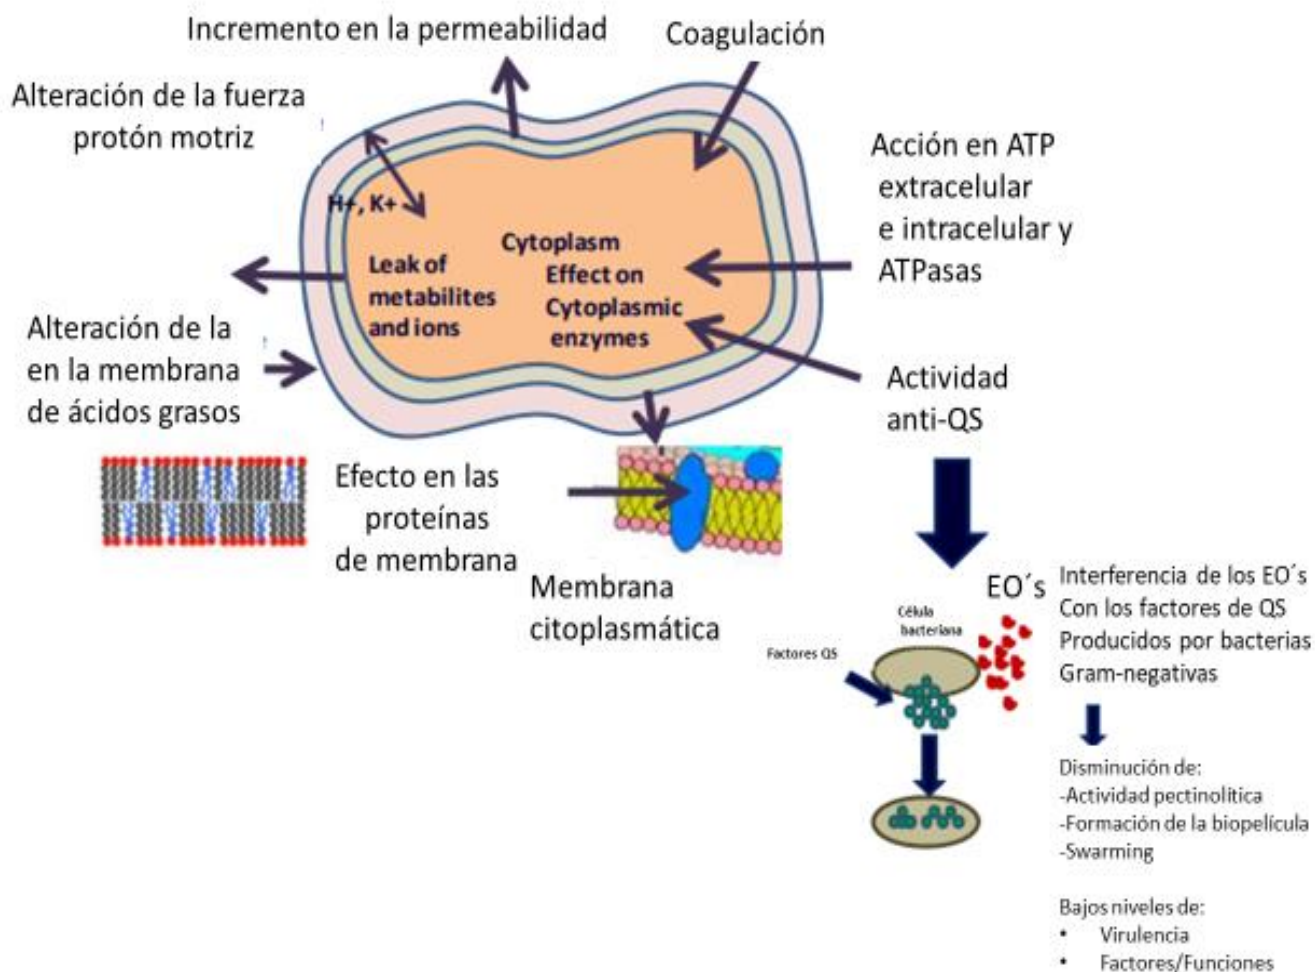 Incremento en la permeabilidad
Coagulación
Alteración de la fuerza
protón motriz
Acción en ATP
extracelular
e intracelular y
ATPasas
H+, K+
Cytoplasm
Effect on
Cytoplasmic
enzymes
Leak of
metabilites
and ions
Alteración de la
en la membrana
de ácidos grasos
Actividad
anti-QS
Efecto en las
proteínas
de membrana
Membrana
citoplasmática
EO´s
Célula
bacteriana
Factores QS
Interferencia de los EO´s
Con los factores de QS
Producidos por bacterias
Gram-negativas
Disminución de:
-Actividad pectinolítica
-Formación de la biopelícula
-Swarming
Bajos niveles de:
• Virulencia
• Factores/Funciones